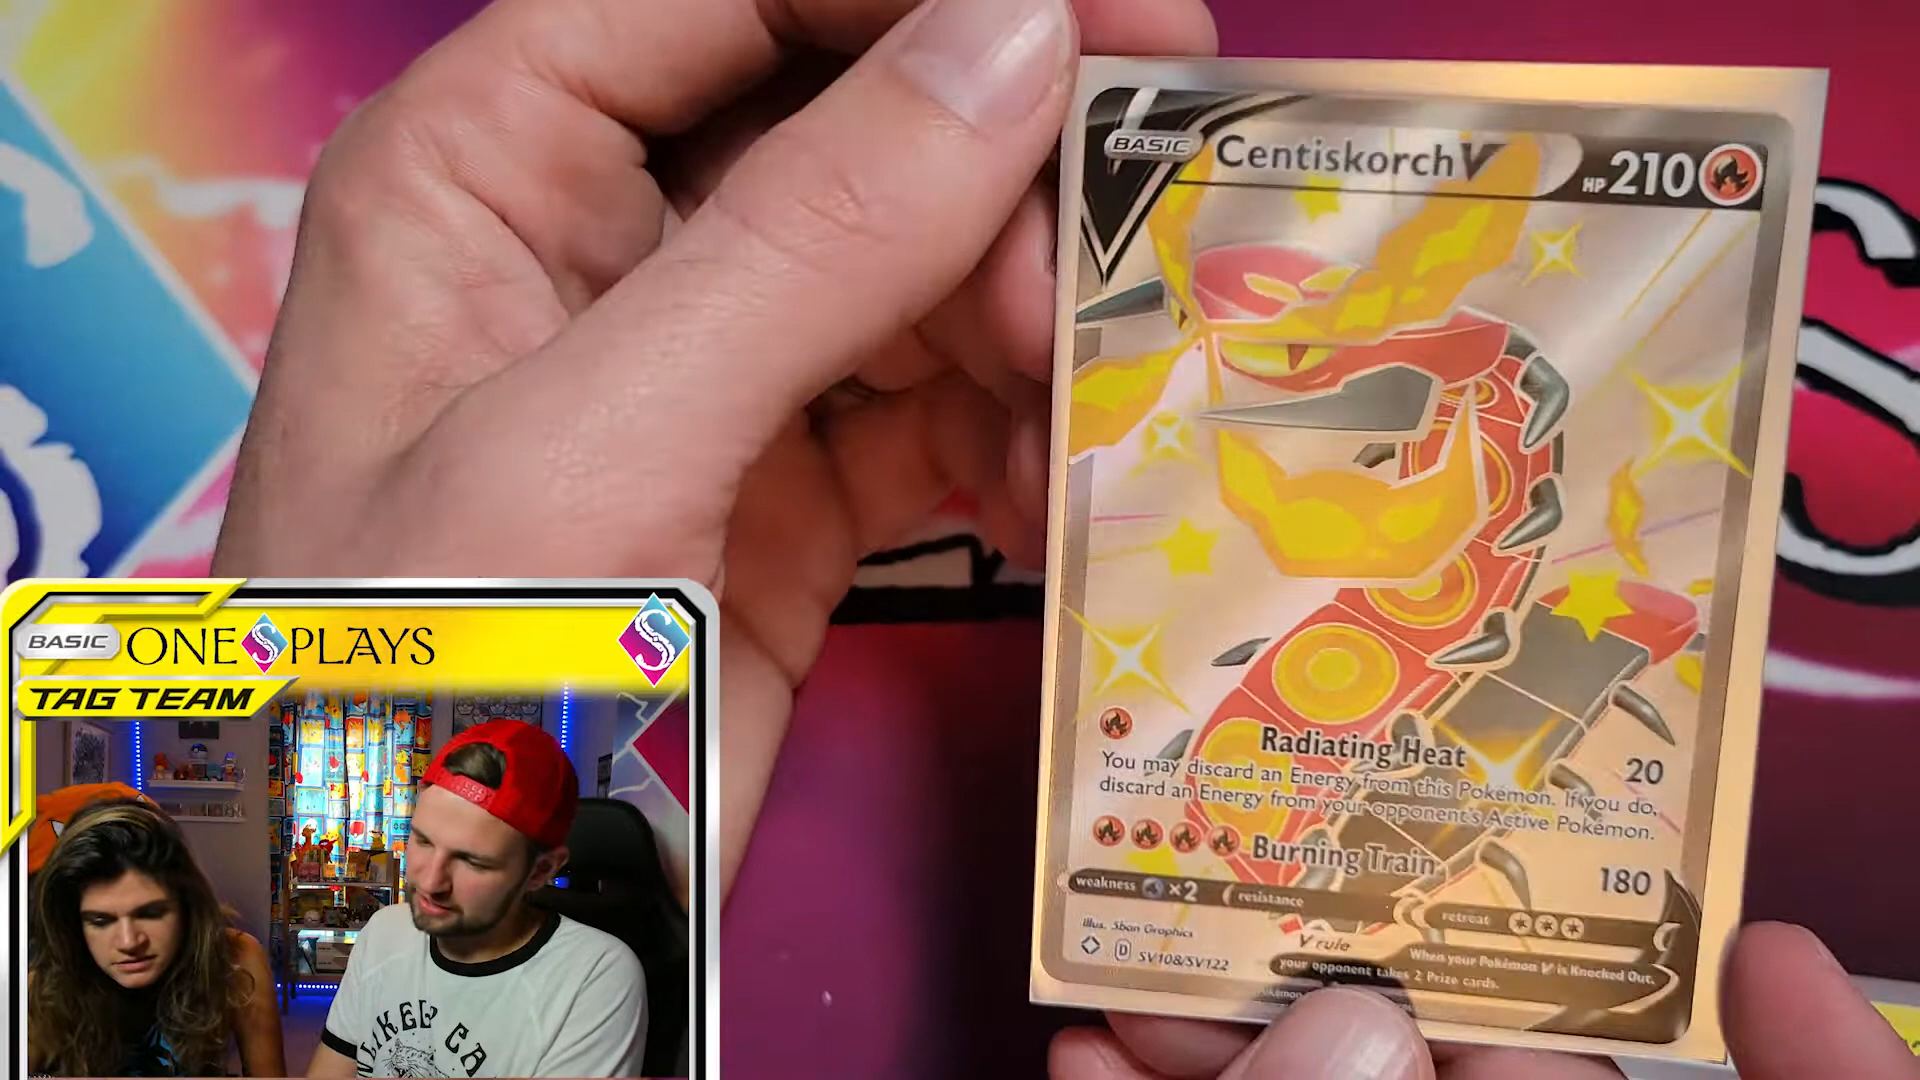 BASIC
Centiskorch V
HP 210
Radiating Heat
20
You may discard an Energy from this Pokémon. If you do,
discard an Energy from your opponent's Active Pokémon.
Burning Train
180
weakness ×2 resistance
retreat
Illus. 5ban Graphics
D SV108/SV122
V rule
When your Pokémon V is Knocked Out,
your opponent takes 2 Prize cards.
BASIC ONE S PLAYS
S
TAG TEAM
LIKEE CA